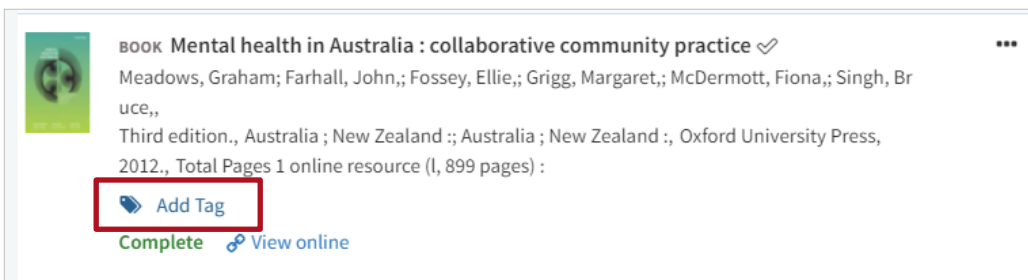 BOOK Mental health in Australia : collaborative community practice
Meadows, Graham; Farhall, John,; Fossey, Ellie,; Grigg, Margaret,; McDermott, Fiona,; Singh, Br
uce,,
Third edition., Australia ; New Zealand :; Australia ; New Zealand :, Oxford University Press,
2012., Total Pages 1 online resource (l, 899 pages) :
Add Tag
Complete View online